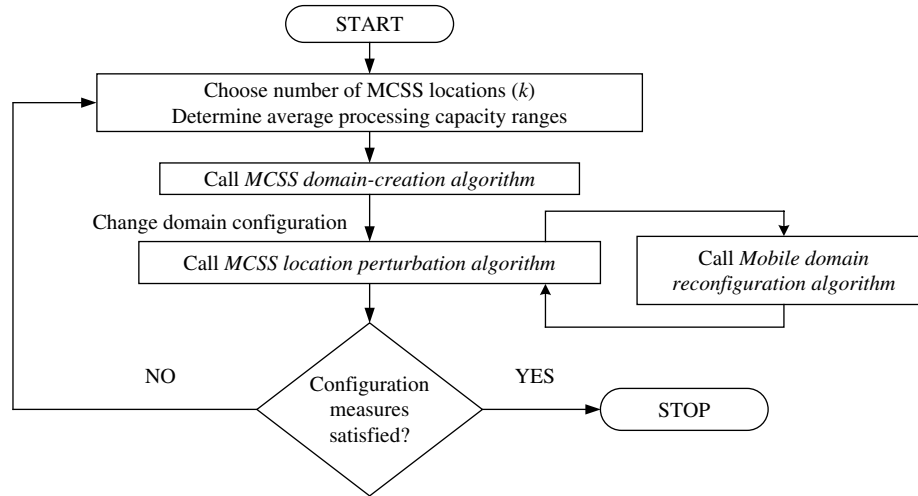 START
Choose number of MCSS locations (k)
Determine average processing capacity ranges
Call MCSS domain-creation algorithm
Change domain configuration
Call MCSS location perturbation algorithm
Call Mobile domain
reconfiguration algorithm
NO
Configuration
measures
satisfied?
YES
STOP